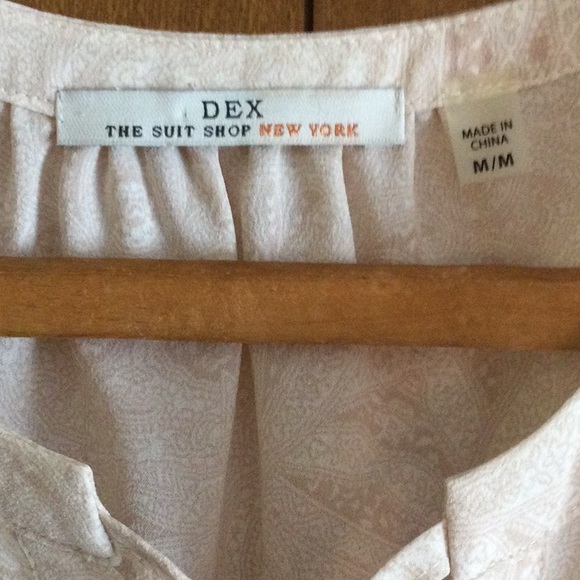 DEX
THE SUIT SHOP NEW YORK
MADE IN
CHINA
M/M